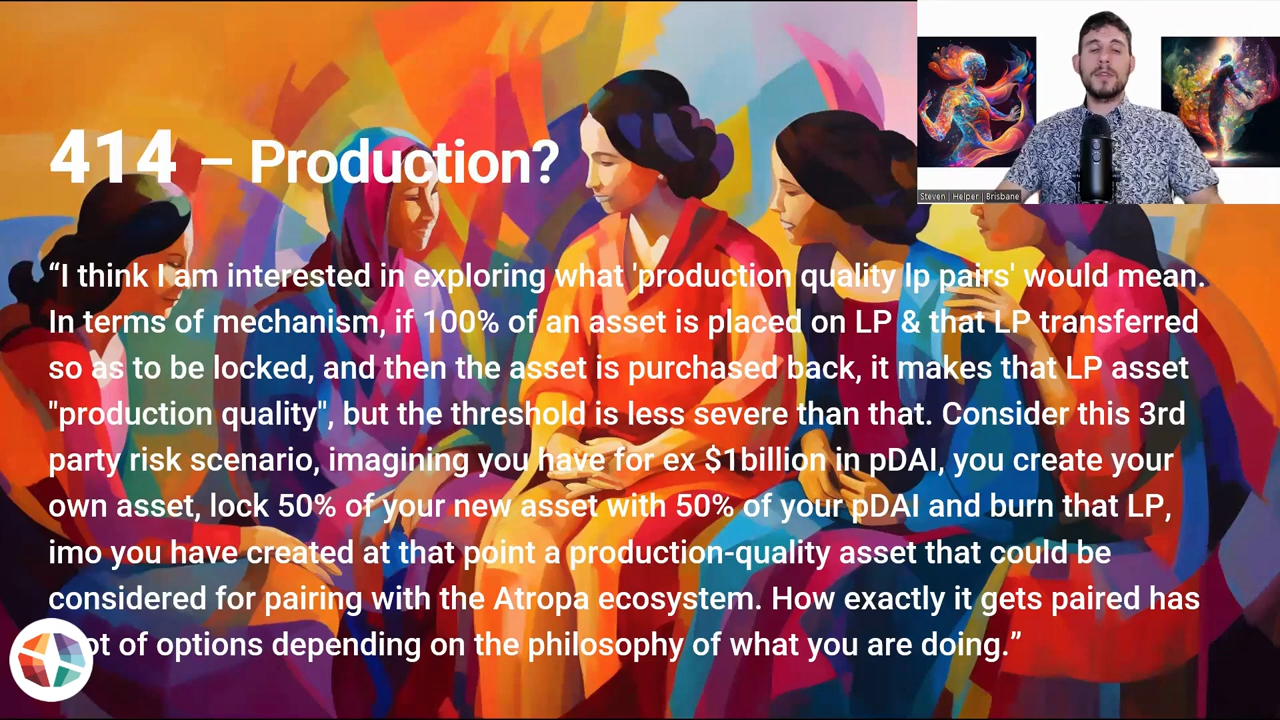 414 – Production?
Steven | Helper | Brisbane
“I think I am interested in exploring what 'production quality lp pairs' would mean.
In terms of mechanism, if 100% of an asset is placed on LP & that LP transferred
so as to be locked, and then the asset is purchased back, it makes that LP asset
"production quality", but the threshold is less severe than that. Consider this 3rd
party risk scenario, imagining you have for ex $1billion in pDAI, you create your
own asset, lock 50% of your new asset with 50% of your pDAI and burn that LP,
imo you have created at that point a production-quality asset that could be
considered for pairing with the Atropa ecosystem. How exactly it gets paired has
of options depending on the philosophy of what you are doing.”